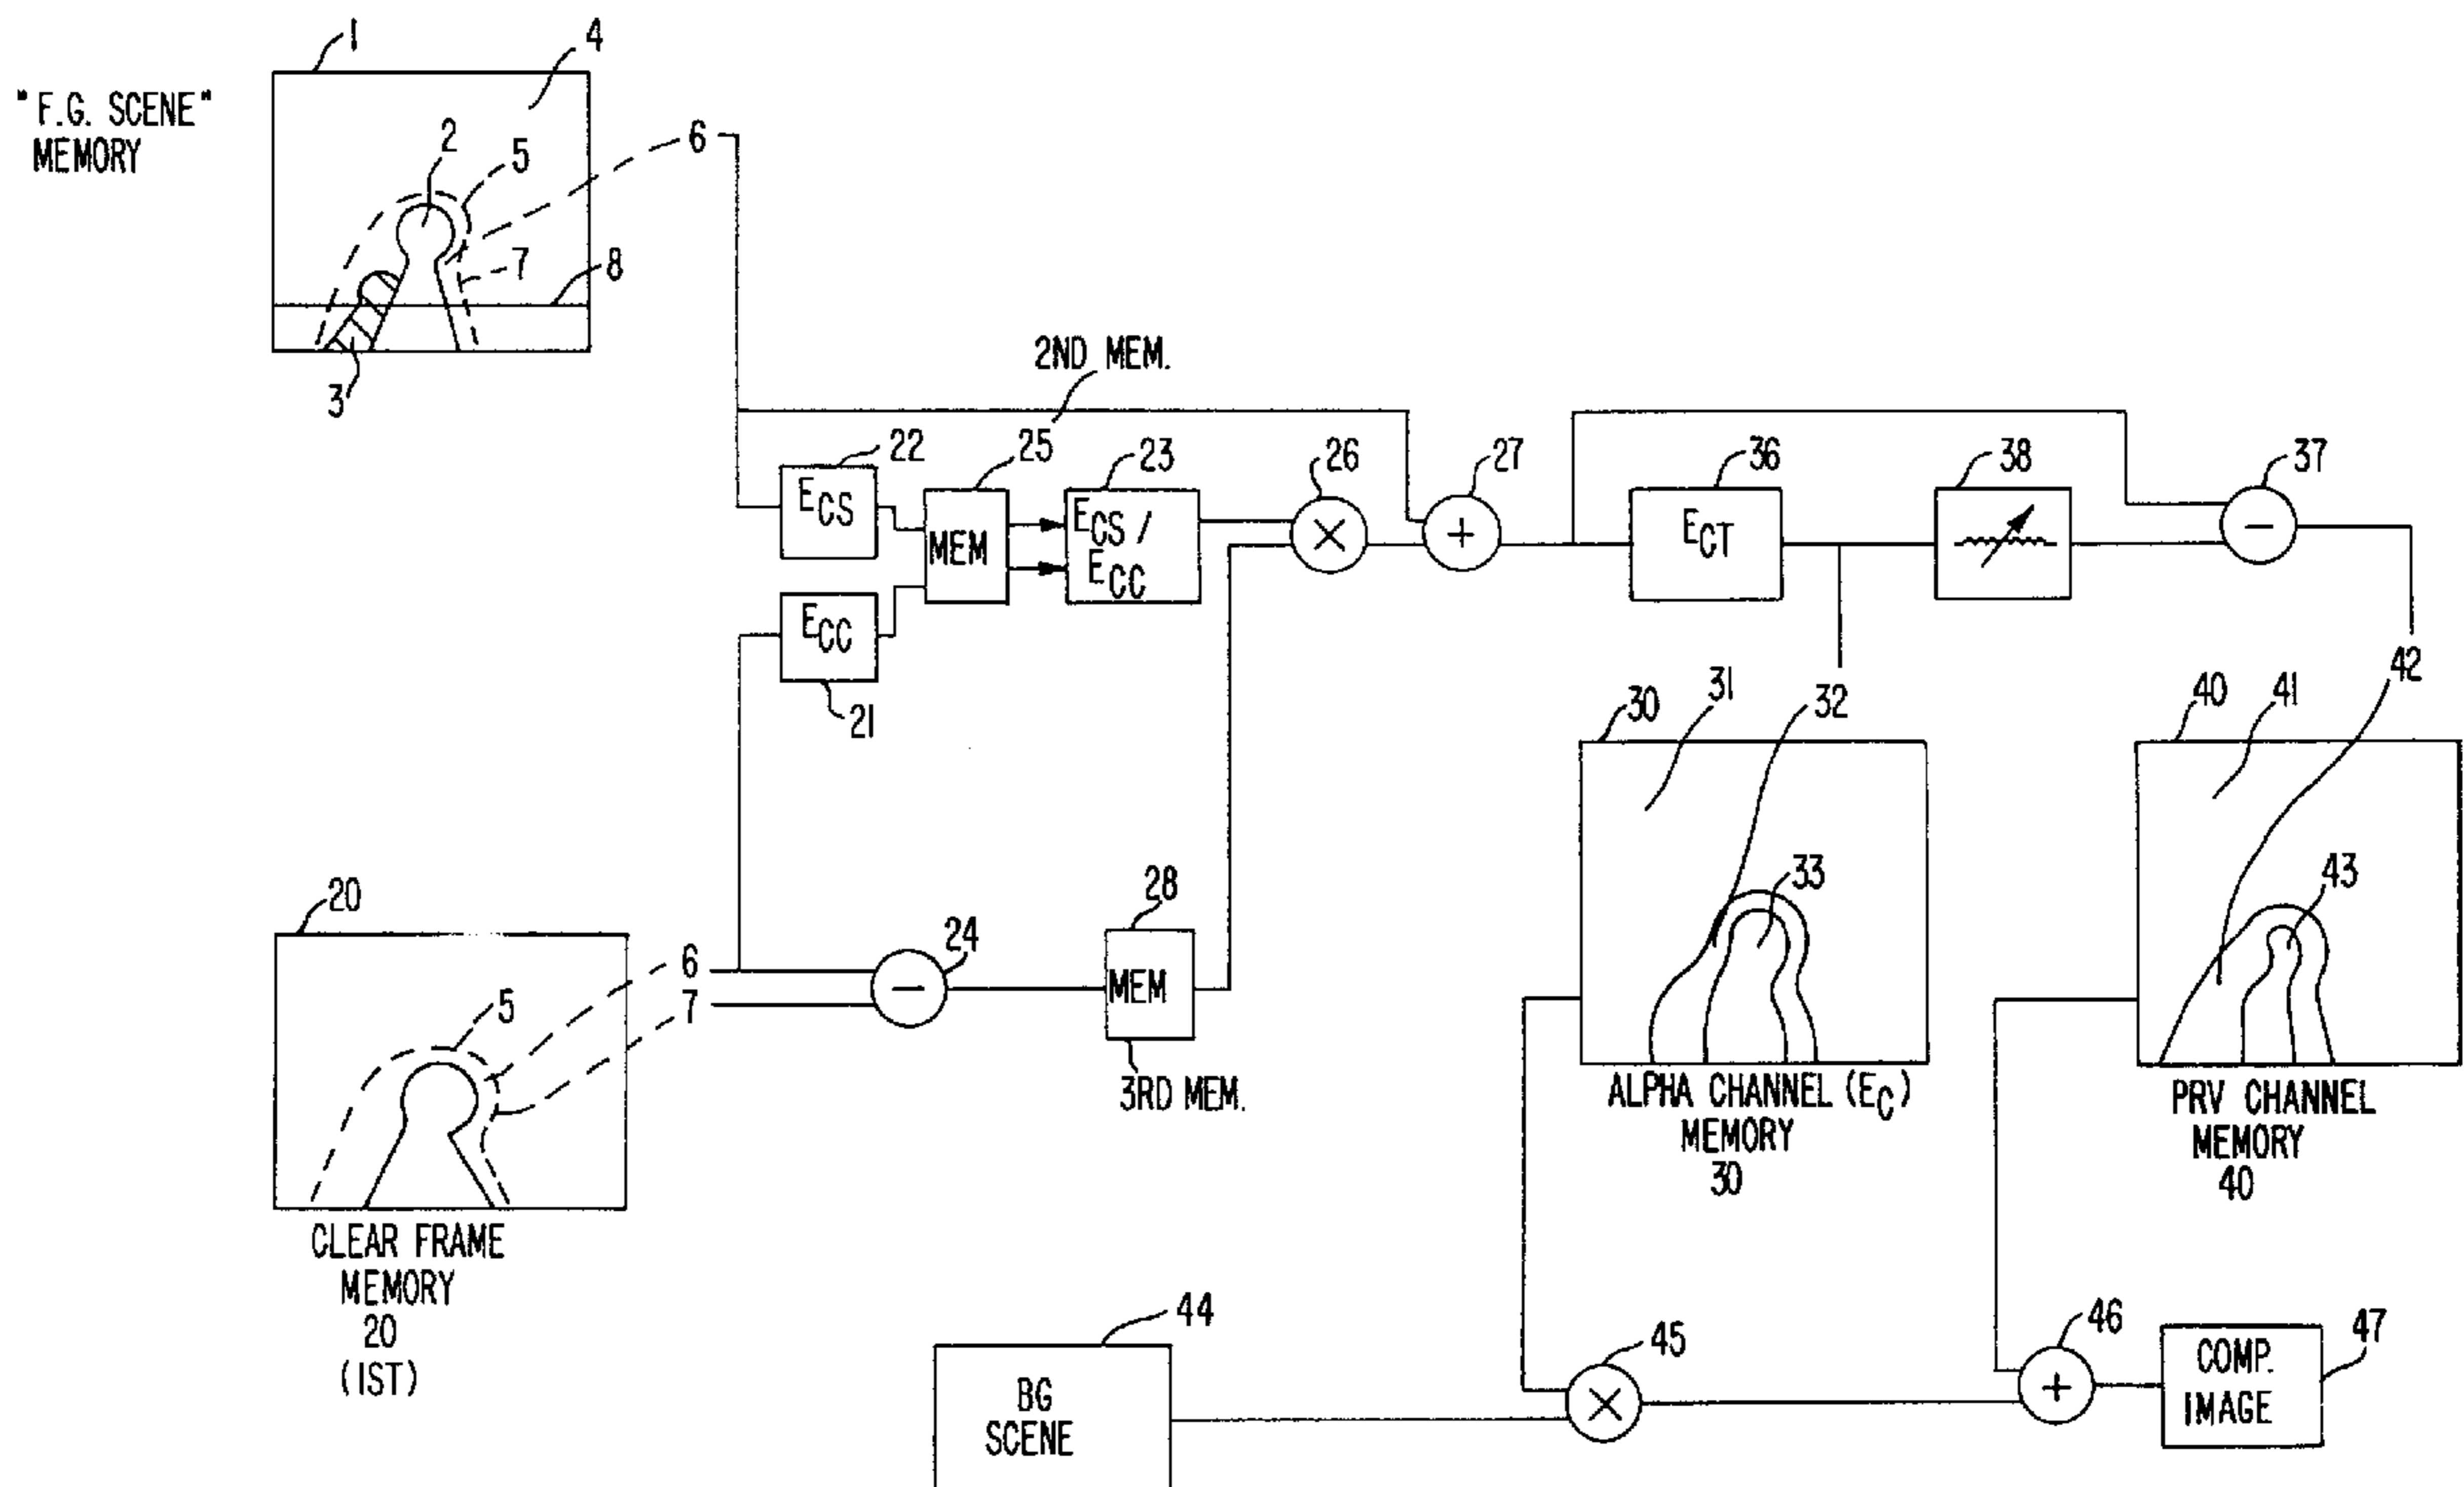 1
4
"F.G. SCENE"
MEMORY
2
5
6
7
8
3
2ND MEM.
22
25
23
26
27
36
38
37
ECS
MEM
ECS /
ECC
×
+
ECT
−
ECC
21
42
30
31
32
40
41
33
43
20
6
7
5
24
−
28
MEM
3RD MEM.
ALPHA CHANNEL (EC)
MEMORY
30
PRV CHANNEL
MEMORY
40
CLEAR FRAME
MEMORY
20
(IST)
44
BG
SCENE
45
×
46
+
47
COMP.
IMAGE